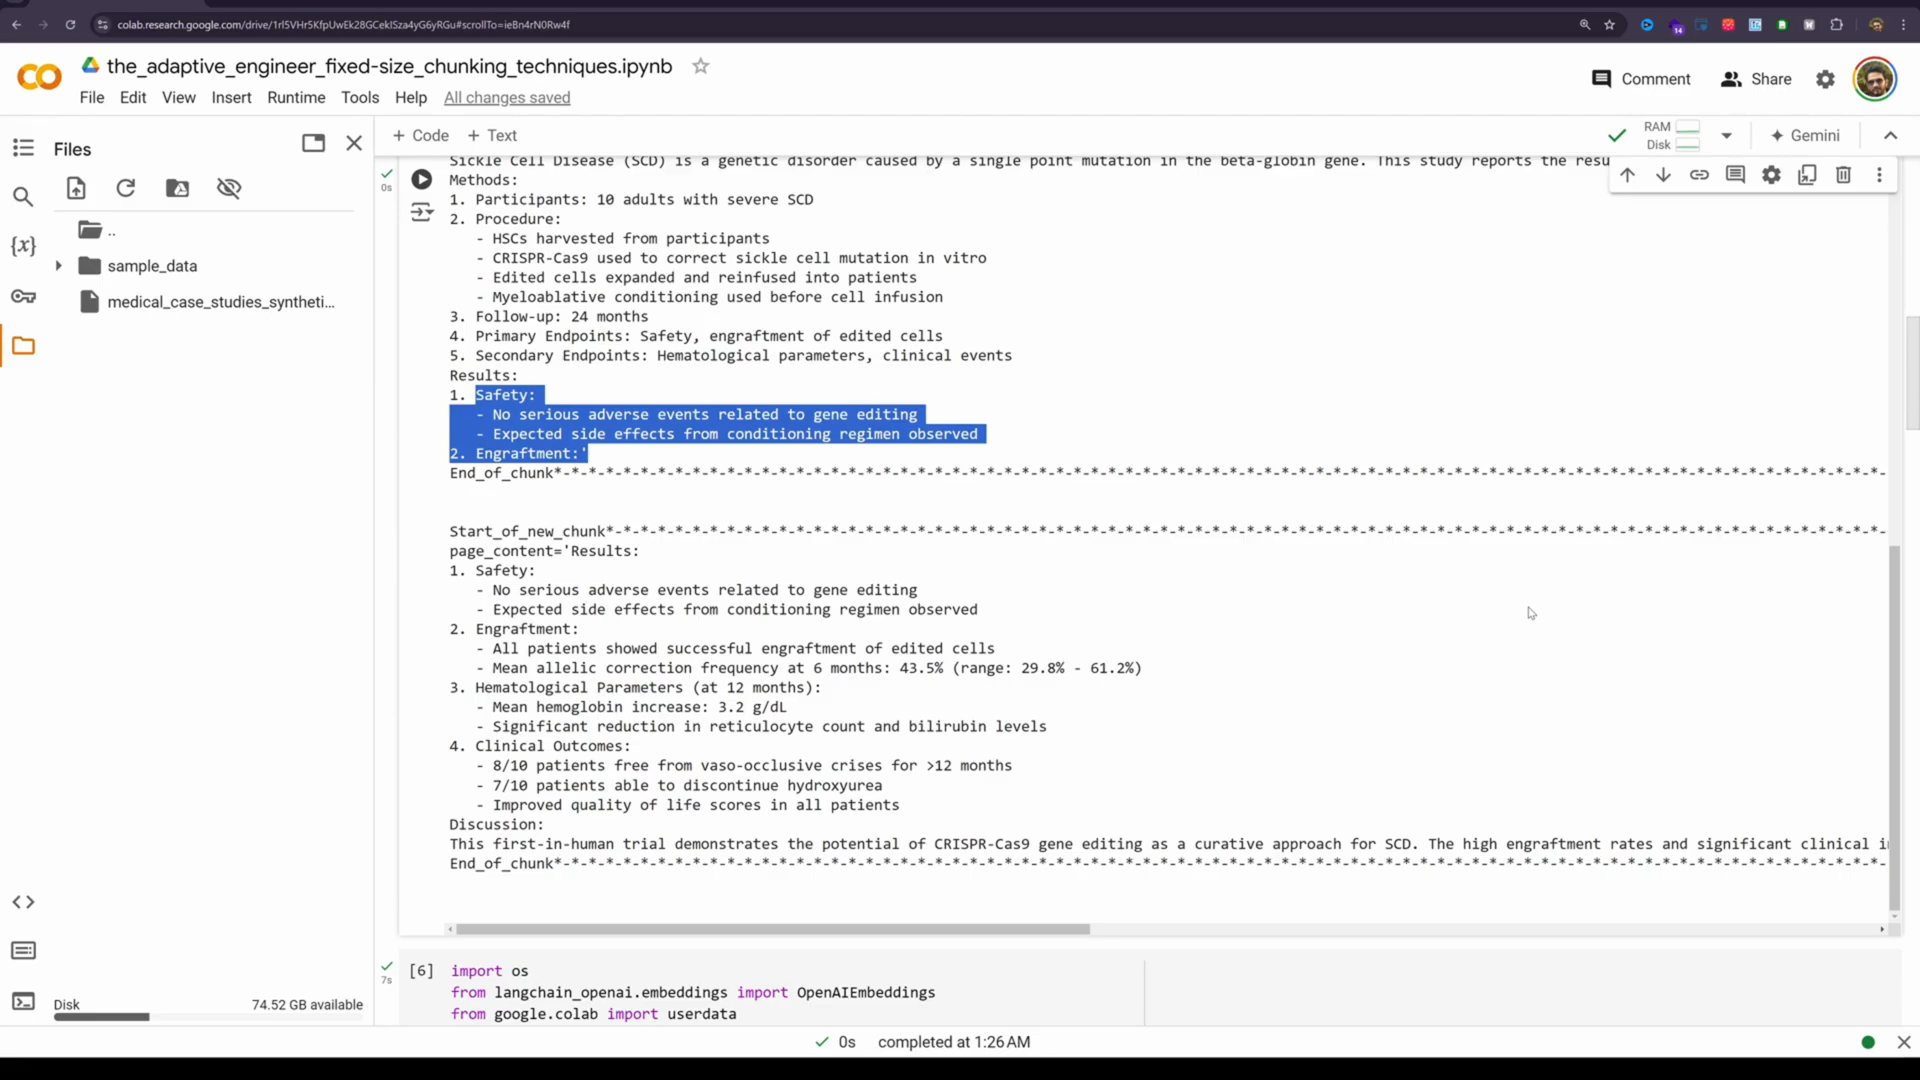 colab.research.google.com/drive/1rI5VHr5KfpUwEk28GCekISza4yG6yRGu#scrollTo=ieBn4rN0Rw4f
14
the_adaptive_engineer_fixed-size_chunking_techniques.ipynb
Comment
Share
File Edit View Insert Runtime Tools Help All changes saved
Files
+ Code + Text
RAM
Disk
Gemini
..
sample_data
medical_case_studies_syntheti...
{x}
0s
Sickle Cell Disease (SCD) is a genetic disorder caused by a single point mutation in the beta-globin gene. This study reports the resu
Methods:
1. Participants: 10 adults with severe SCD
2. Procedure:
- HSCs harvested from participants
- CRISPR-Cas9 used to correct sickle cell mutation in vitro
- Edited cells expanded and reinfused into patients
- Myeloablative conditioning used before cell infusion
3. Follow-up: 24 months
4. Primary Endpoints: Safety, engraftment of edited cells
5. Secondary Endpoints: Hematological parameters, clinical events
Results:
1. Safety:
- No serious adverse events related to gene editing
- Expected side effects from conditioning regimen observed
2. Engraftment:'
End_of_chunk*-*-*-*-*-*-*-*-*-*-*-*-*-*-*-*-*-*-*-*-*-*-*-*-*-*-*-*-*-*-*-*-*-*-*-*-*-*-*-*-*-*-*-*-*-*-*-*-*-*-*-*-*-*-*-*-*-*-*-*-*-*-*-*-*-*-*-*-*-*-*-*-*-*-*-*-*-
Start_of_new_chunk*-*-*-*-*-*-*-*-*-*-*-*-*-*-*-*-*-*-*-*-*-*-*-*-*-*-*-*-*-*-*-*-*-*-*-*-*-*-*-*-*-*-*-*-*-*-*-*-*-*-*-*-*-*-*-*-*-*-*-*-*-*-*-*-*-*-*-*-*-*-*-*-*-*-
page_content='Results:
1. Safety:
- No serious adverse events related to gene editing
- Expected side effects from conditioning regimen observed
2. Engraftment:
- All patients showed successful engraftment of edited cells
- Mean allelic correction frequency at 6 months: 43.5% (range: 29.8% - 61.2%)
3. Hematological Parameters (at 12 months):
- Mean hemoglobin increase: 3.2 g/dL
- Significant reduction in reticulocyte count and bilirubin levels
4. Clinical Outcomes:
- 8/10 patients free from vaso-occlusive crises for >12 months
- 7/10 patients able to discontinue hydroxyurea
- Improved quality of life scores in all patients
Discussion:
This first-in-human trial demonstrates the potential of CRISPR-Cas9 gene editing as a curative approach for SCD. The high engraftment rates and significant clinical i
End_of_chunk*-*-*-*-*-*-*-*-*-*-*-*-*-*-*-*-*-*-*-*-*-*-*-*-*-*-*-*-*-*-*-*-*-*-*-*-*-*-*-*-*-*-*-*-*-*-*-*-*-*-*-*-*-*-*-*-*-*-*-*-*-*-*-*-*-*-*-*-*-*-*-*-*-*-*-*-*-
7s
[6] import os
from langchain_openai.embeddings import OpenAIEmbeddings
from google.colab import userdata
Disk 74.52 GB available
0s completed at 1:26 AM